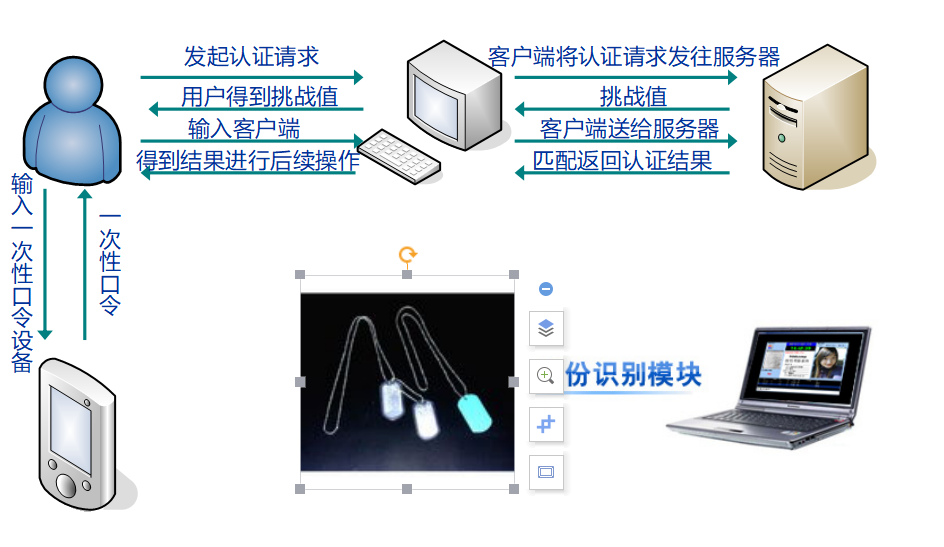 发起认证请求
客户端将认证请求发往服务器
用户得到挑战值
挑战值
输入客户端
客户端送给服务器
得到结果进行后续操作
匹配返回认证结果
输入一次性口令设备
一次性口令
份识别模块